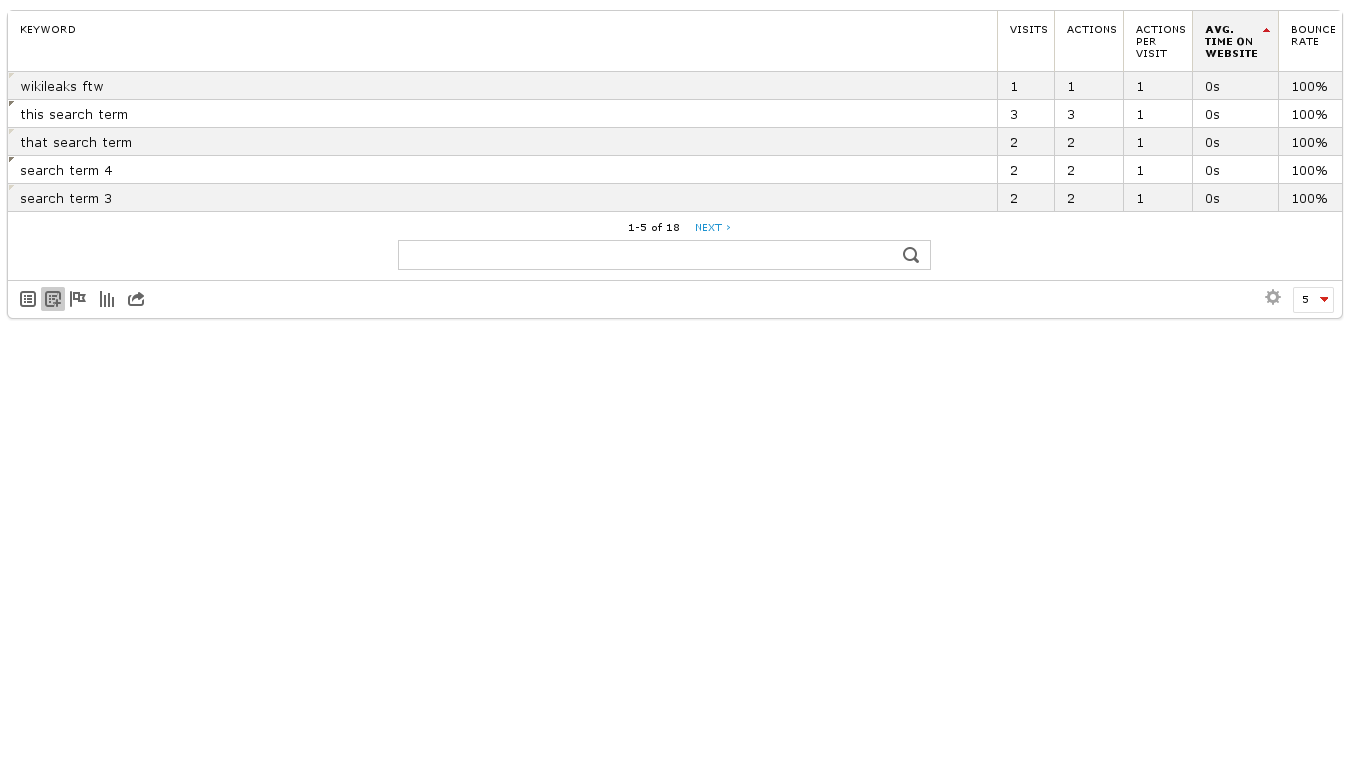 KEYWORD VISITS ACTIONS ACTIONS PER VISIT AVG. TIME ON WEBSITE BOUNCE RATE
wikileaks ftw 1 1 1 0s 100%
this search term 3 3 1 0s 100%
that search term 2 2 1 0s 100%
search term 4 2 2 1 0s 100%
search term 3 2 2 1 0s 100%
1-5 of 18 NEXT ›
5